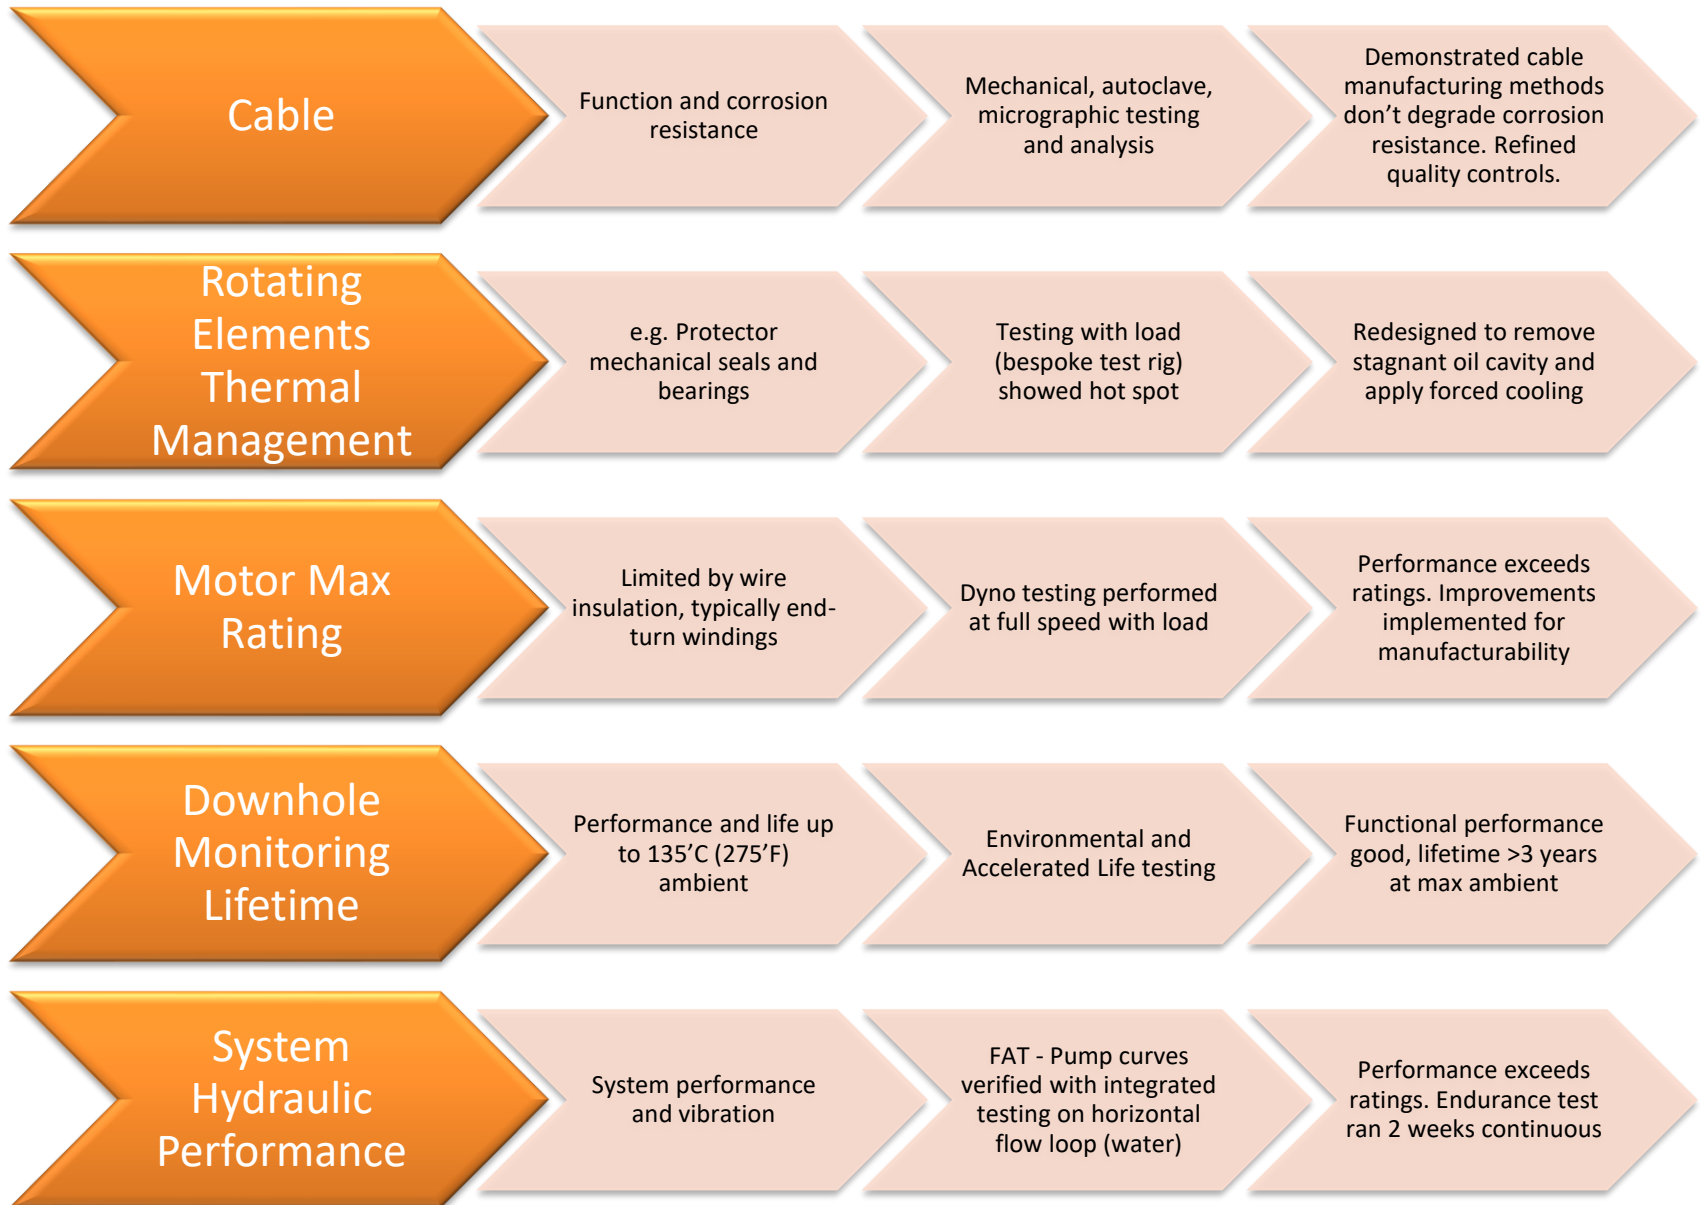 Cable
Function and corrosion
resistance
Mechanical, autoclave,
micrographic testing
and analysis
Demonstrated cable
manufacturing methods
don’t degrade corrosion
resistance. Refined
quality controls.
Rotating
Elements
Thermal
Management
e.g. Protector
mechanical seals and
bearings
Testing with load
(bespoke test rig)
showed hot spot
Redesigned to remove
stagnant oil cavity and
apply forced cooling
Motor Max
Rating
Limited by wire
insulation, typically end-
turn windings
Dyno testing performed
at full speed with load
Performance exceeds
ratings. Improvements
implemented for
manufacturability
Downhole
Monitoring
Lifetime
Performance and life up
to 135’C (275’F)
ambient
Environmental and
Accelerated Life testing
Functional performance
good, lifetime >3 years
at max ambient
System
Hydraulic
Performance
System performance
and vibration
FAT - Pump curves
verified with integrated
testing on horizontal
flow loop (water)
Performance exceeds
ratings. Endurance test
ran 2 weeks continuous